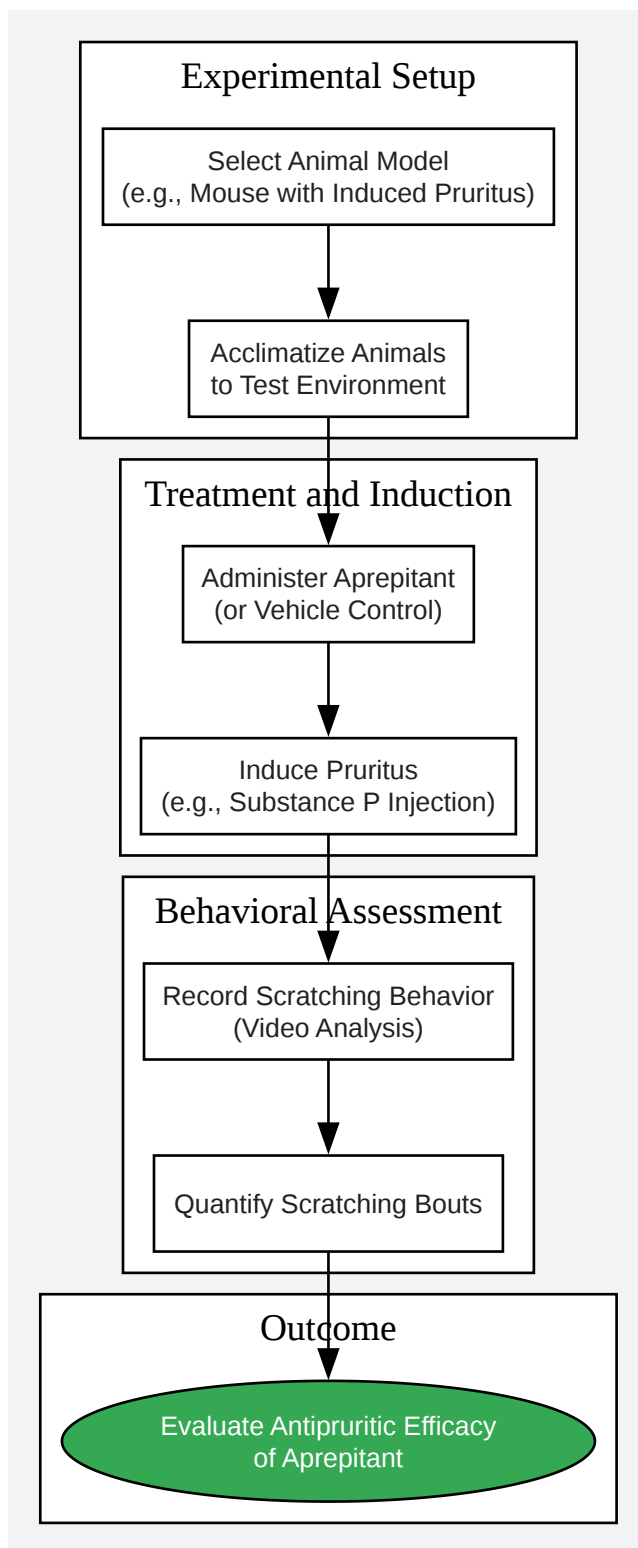 Experimental Setup
Select Animal Model
(e.g., Mouse with Induced Pruritus)
Acclimatize Animals
to Test Environment
Treatment and Induction
Administer Aprepitant
(or Vehicle Control)
Induce Pruritus
(e.g., Substance P Injection)
Behavioral Assessment
Record Scratching Behavior
(Video Analysis)
Quantify Scratching Bouts
Outcome
Evaluate Antipruritic Efficacy
of Aprepitant